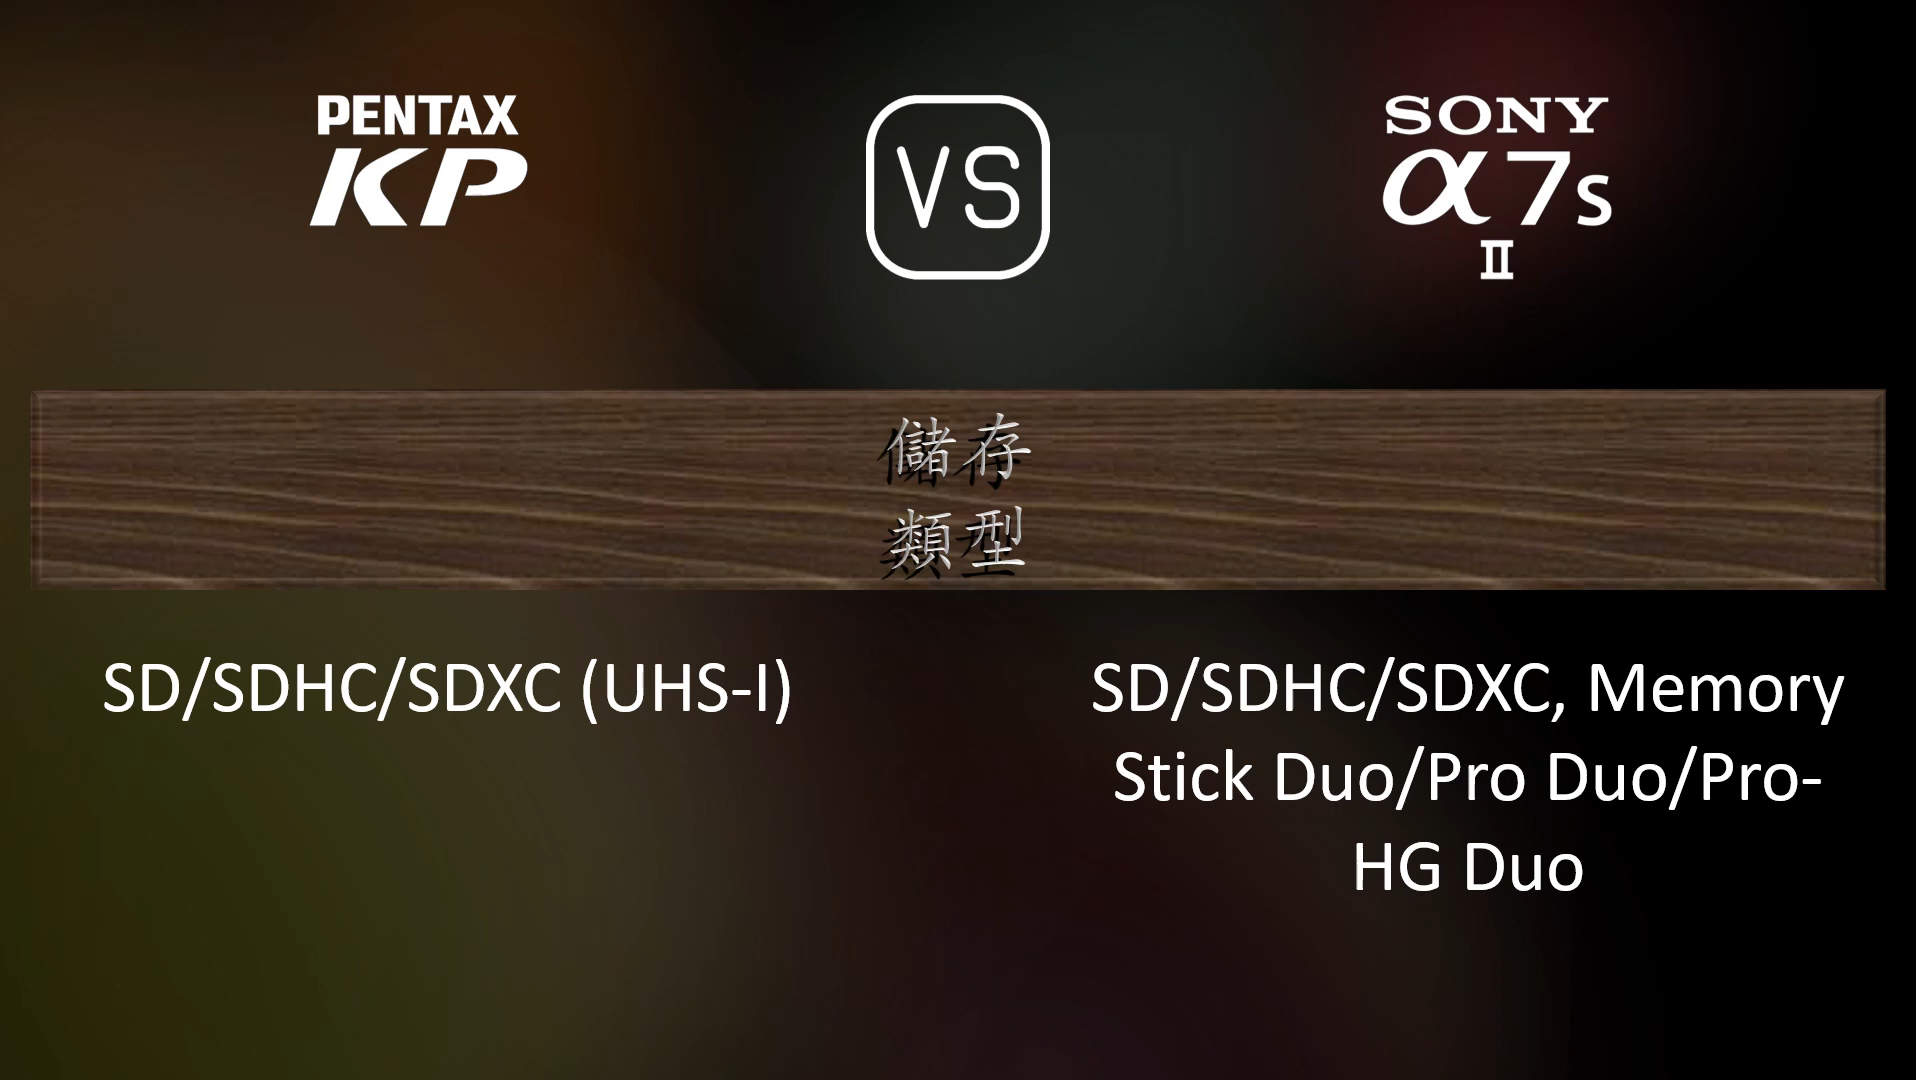 PENTAX
KP
VS
SONY
α7s
II
儲存
類型
SD/SDHC/SDXC (UHS-I)
SD/SDHC/SDXC, Memory
Stick Duo/Pro Duo/Pro-
HG Duo